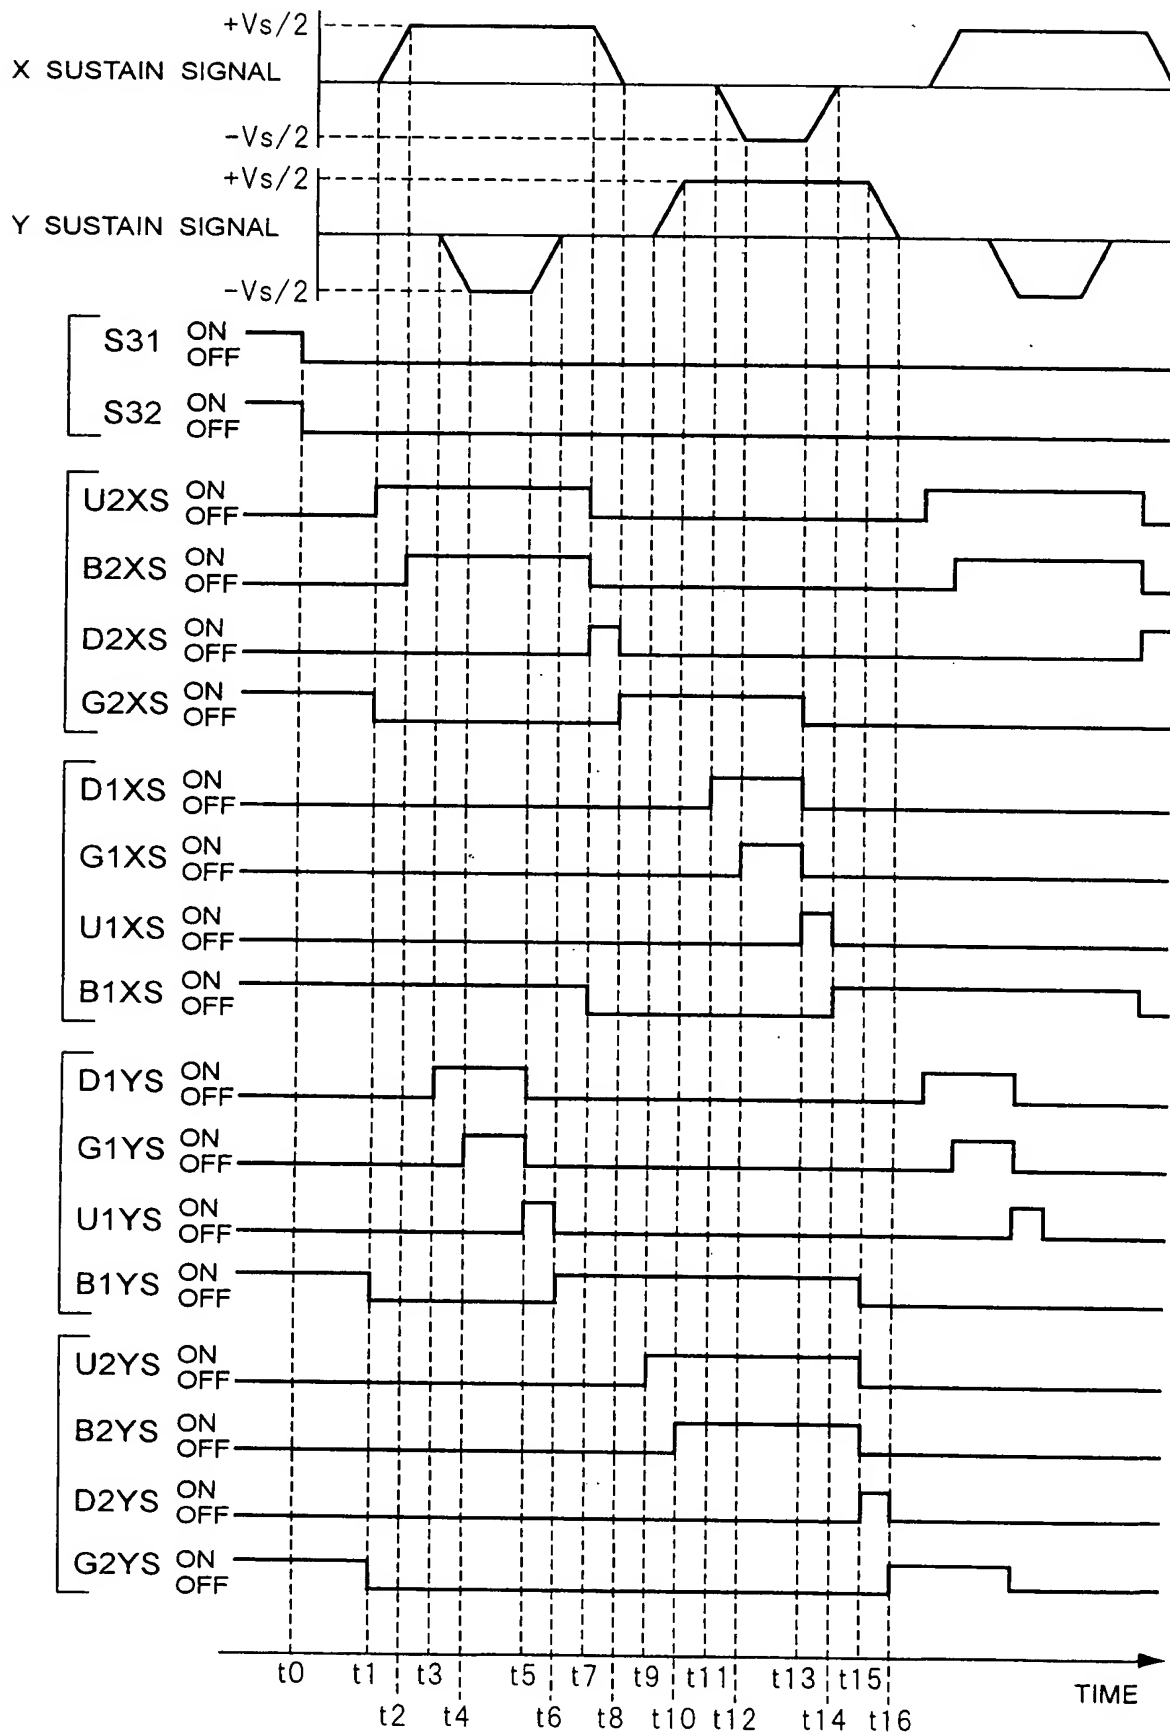 +Vs/2
X SUSTAIN SIGNAL
-Vs/2
+Vs/2
Y SUSTAIN SIGNAL
-Vs/2
S31 ON
OFF
S32 ON
OFF
U2XS ON
OFF
B2XS ON
OFF
D2XS ON
OFF
G2XS ON
OFF
D1XS ON
OFF
G1XS ON
OFF
U1XS ON
OFF
B1XS ON
OFF
D1YS ON
OFF
G1YS ON
OFF
U1YS ON
OFF
B1YS ON
OFF
U2YS ON
OFF
B2YS ON
OFF
D2YS ON
OFF
G2YS ON
OFF
t0 t1 t3 t5 t7 t9 t11 t13 t15
t2 t4 t6 t8 t10 t12 t14 t16
TIME